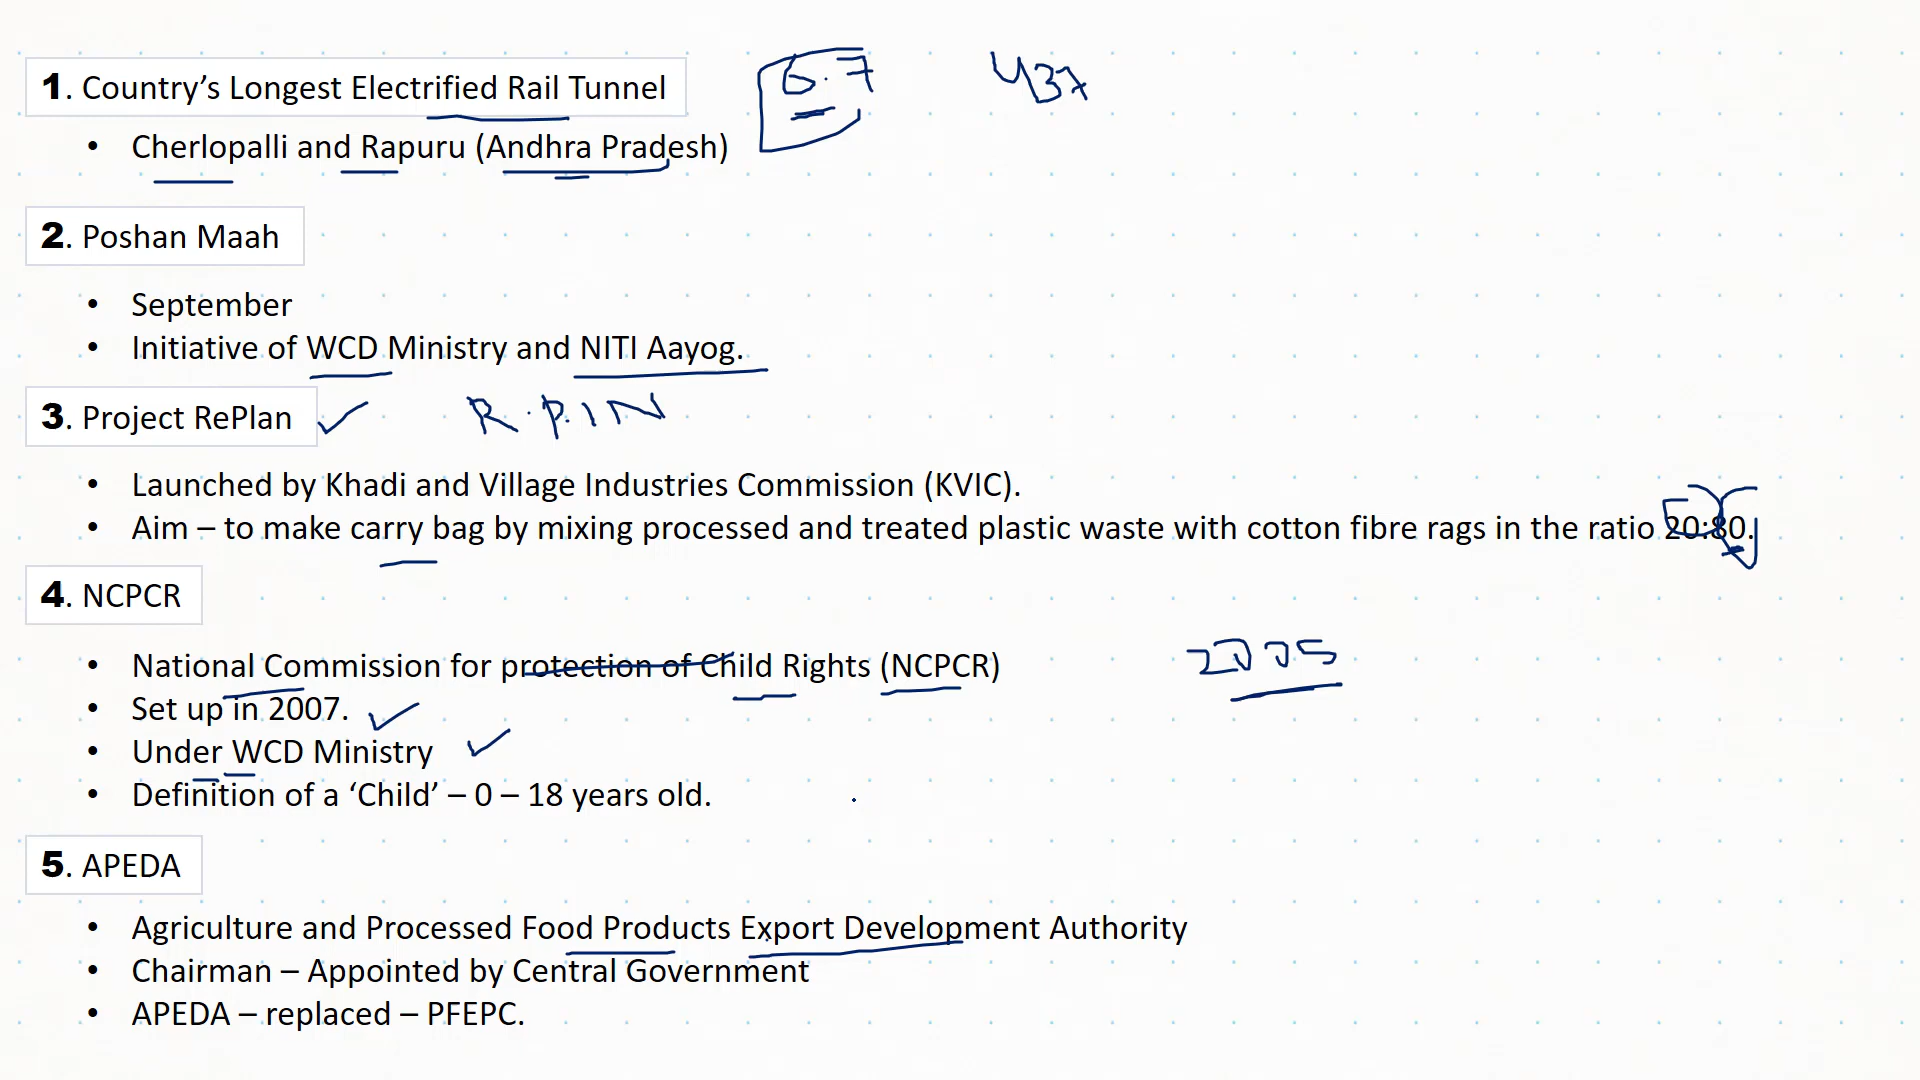 1. Country’s Longest Electrified Rail Tunnel 6.7 437
• Cherlopalli and Rapuru (Andhra Pradesh)
2. Poshan Maah
• September
• Initiative of WCD Ministry and NITI Aayog.
3. Project RePlan R.P.IN
• Launched by Khadi and Village Industries Commission (KVIC).
• Aim – to make carry bag by mixing processed and treated plastic waste with cotton fibre rags in the ratio 20:80.
4. NCPCR
• National Commission for protection of Child Rights (NCPCR) 2005
• Set up in 2007.
• Under WCD Ministry
• Definition of a ‘Child’ – 0 – 18 years old.
5. APEDA
• Agriculture and Processed Food Products Export Development Authority
• Chairman – Appointed by Central Government
• APEDA – replaced – PFEPC.